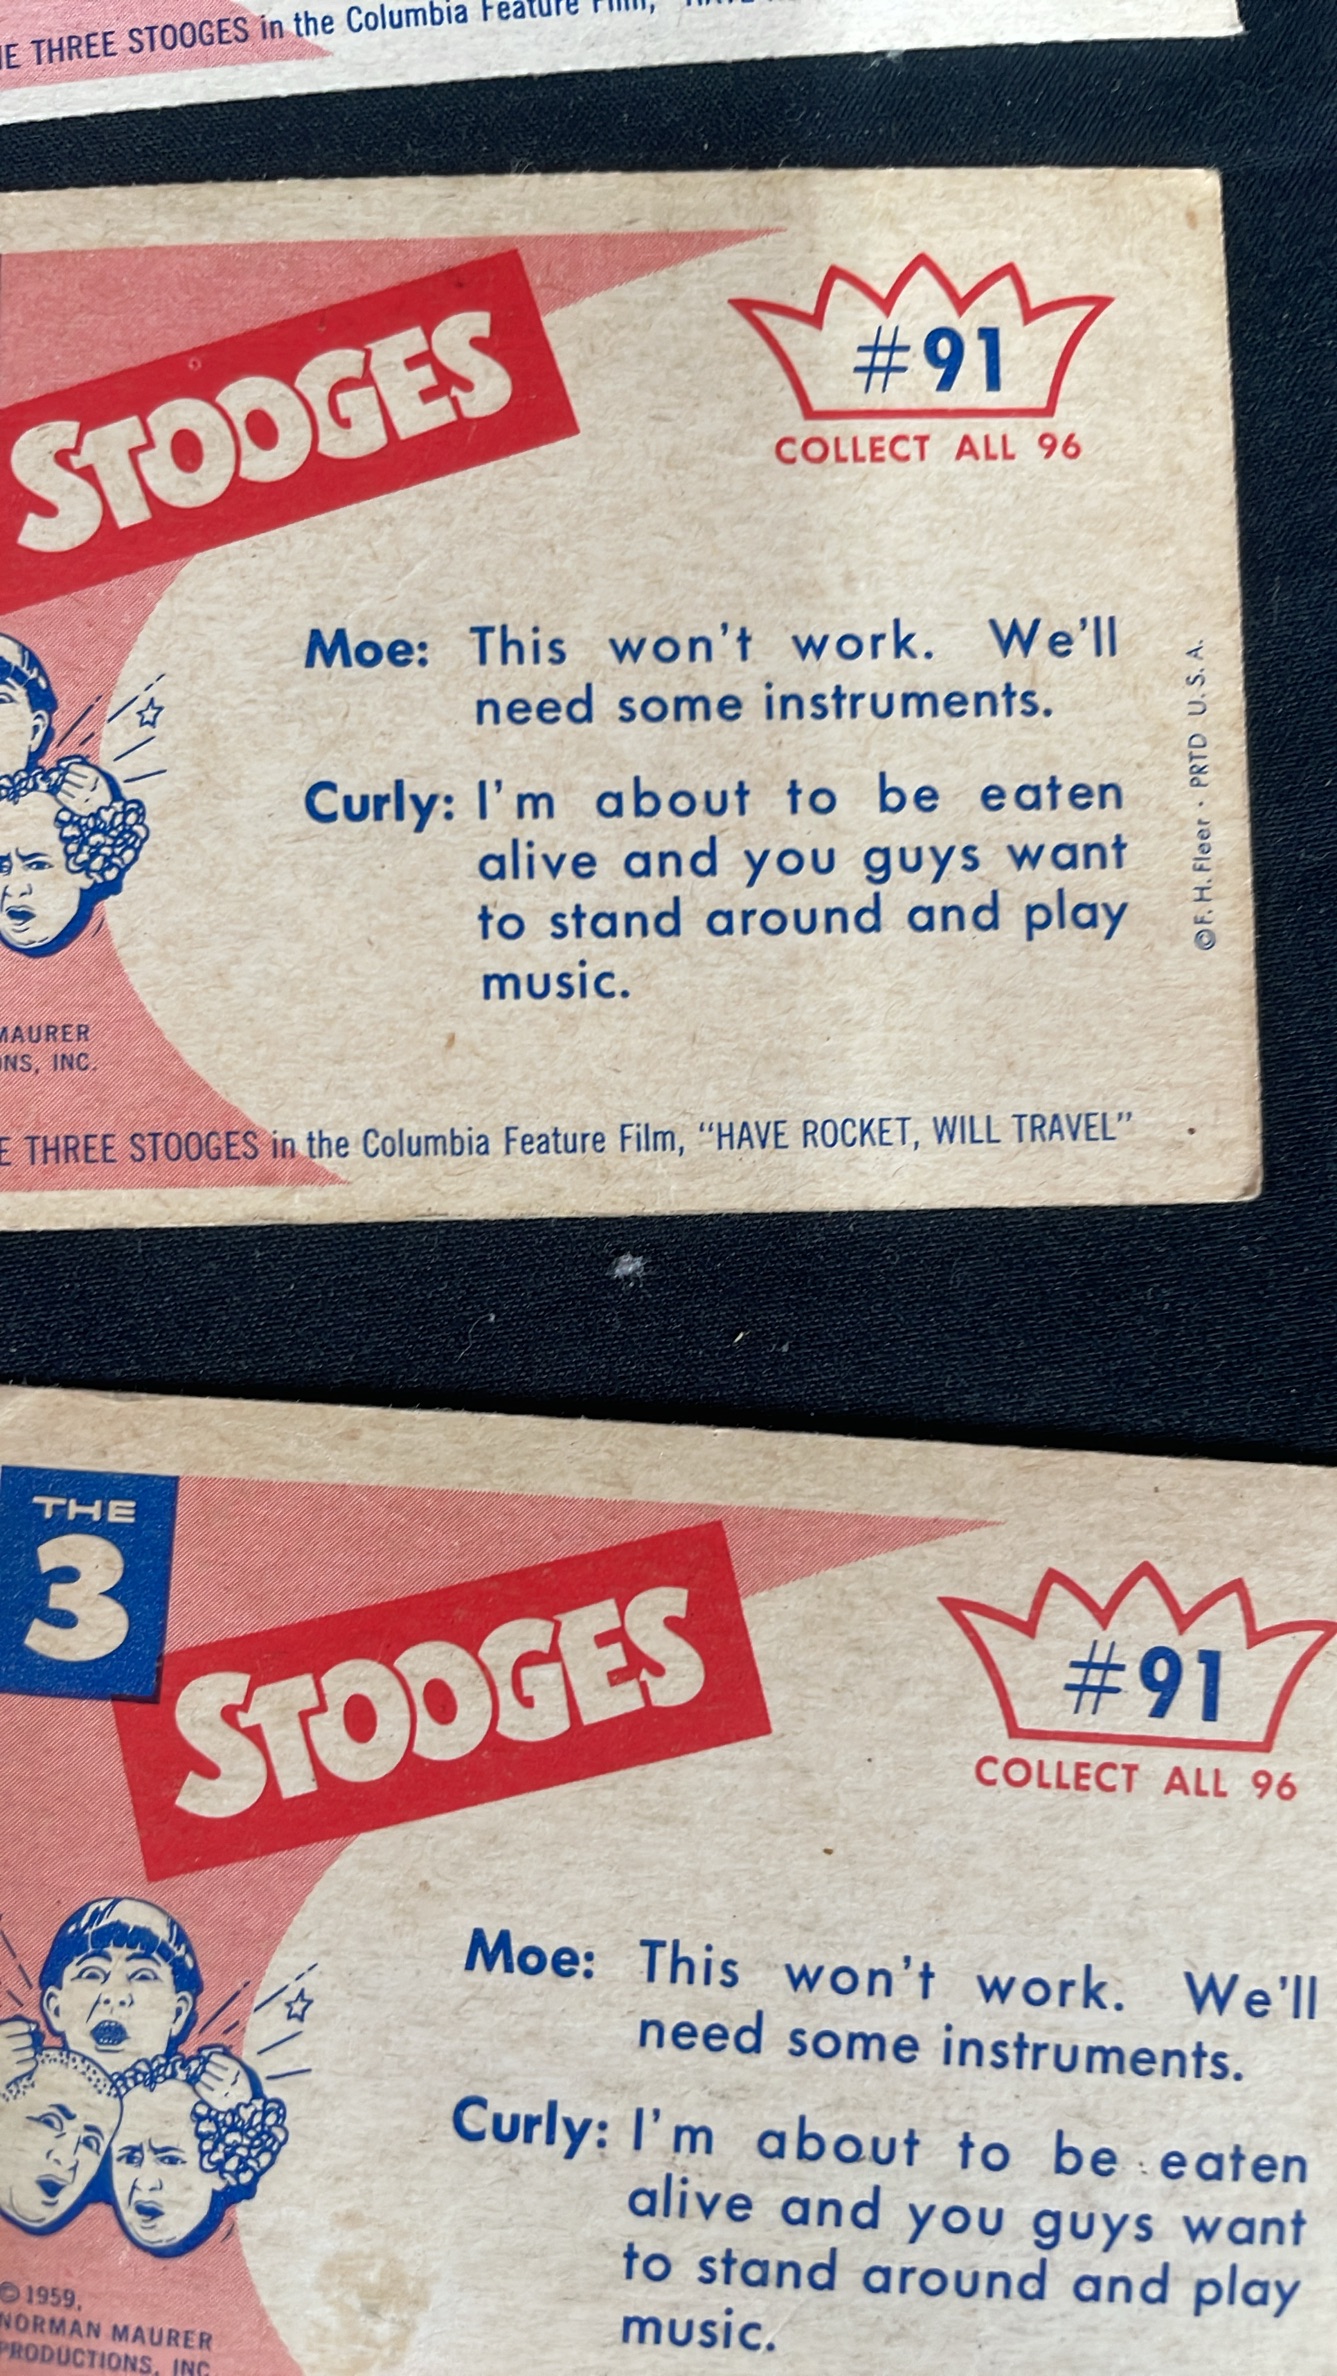 THREE STOOGES in the Columbia Feature Film,
STOOGES
#91
COLLECT ALL 96
Moe: This won't work. We'll
need some instruments.
Curly: I'm about to be eaten
alive and you guys want
to stand around and play
music.
© F. H. Fleer · PRTD U. S. A.
MAURER
INC.
THREE STOOGES in the Columbia Feature Film, "HAVE ROCKET, WILL TRAVEL"
THE
3
STOOGES
#91
COLLECT ALL 96
Moe: This won't work. We'll
need some instruments.
Curly: I'm about to be eaten
alive and you guys want
to stand around and play
music.
© 1959,
NORMAN MAURER
PRODUCTIONS, INC.